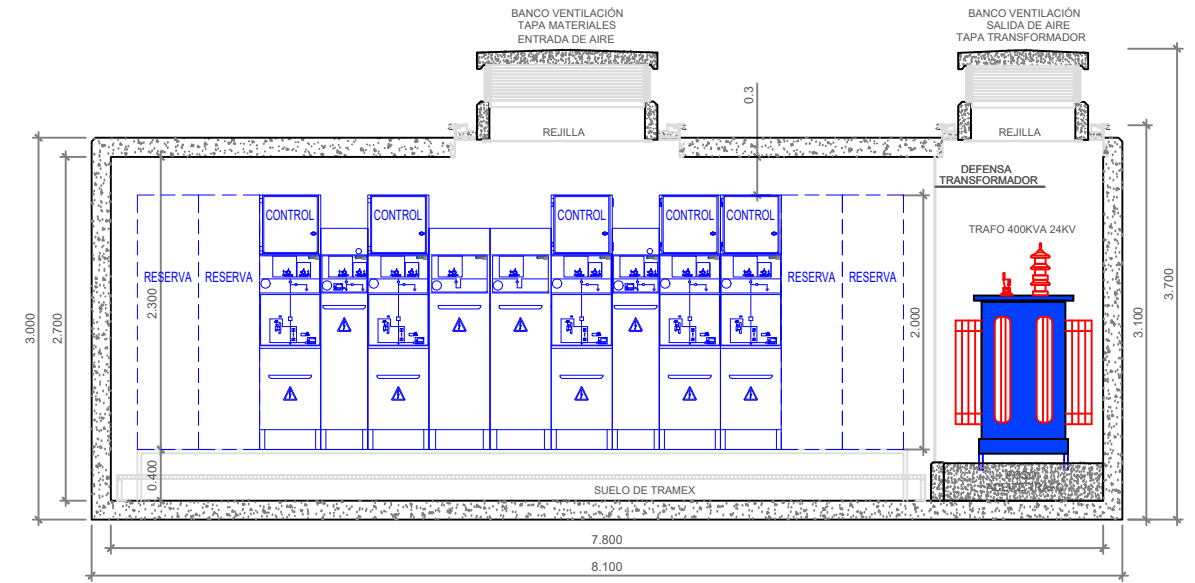 BANCO VENTILACIÓN
TAPA MATERIALES
ENTRADA DE AIRE
BANCO VENTILACIÓN
SALIDA DE AIRE
TAPA TRANSFORMADOR
0.3
REJILLA
REJILLA
DEFENSA
TRANSFORMADOR
CONTROL
CONTROL
CONTROL
CONTROL
CONTROL
TRAFO 400KVA 24KV
RESERVA
RESERVA
RESERVA
RESERVA
3.000
2.700
2.300
2.000
3.100
3.700
0.400
SUELO DE TRAMEX
7.800
8.100